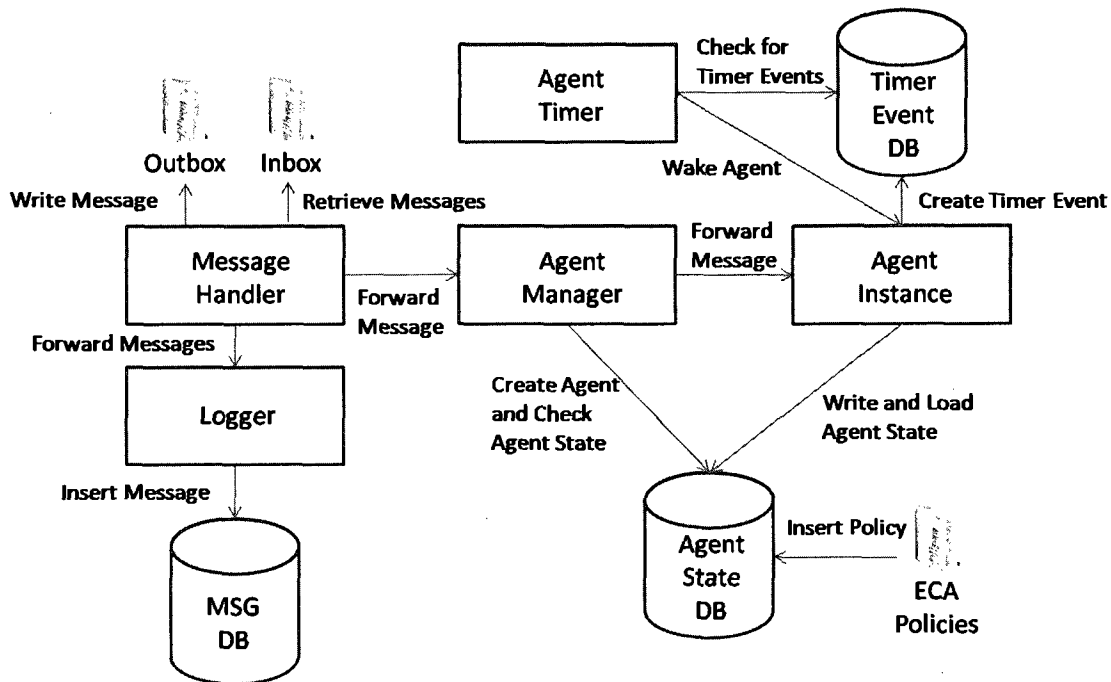 Agent
Timer
Check for
Timer Events
Timer
Event
DB
Outbox
Inbox
Wake Agent
Write Message
Retrieve Messages
Create Timer Event
Message
Handler
Forward
Message
Agent
Manager
Forward
Message
Agent
Instance
Forward Messages
Logger
Create Agent
and Check
Agent State
Write and Load
Agent State
Insert Message
MSG
DB
Agent
State
DB
Insert Policy
ECA
Policies